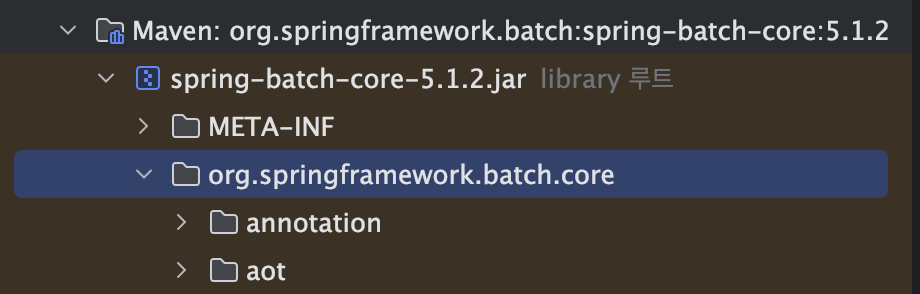 Maven: org.springframework.batch:spring-batch-core:5.1.2
spring-batch-core-5.1.2.jar library 루트
META-INF
org.springframework.batch.core
annotation
aot